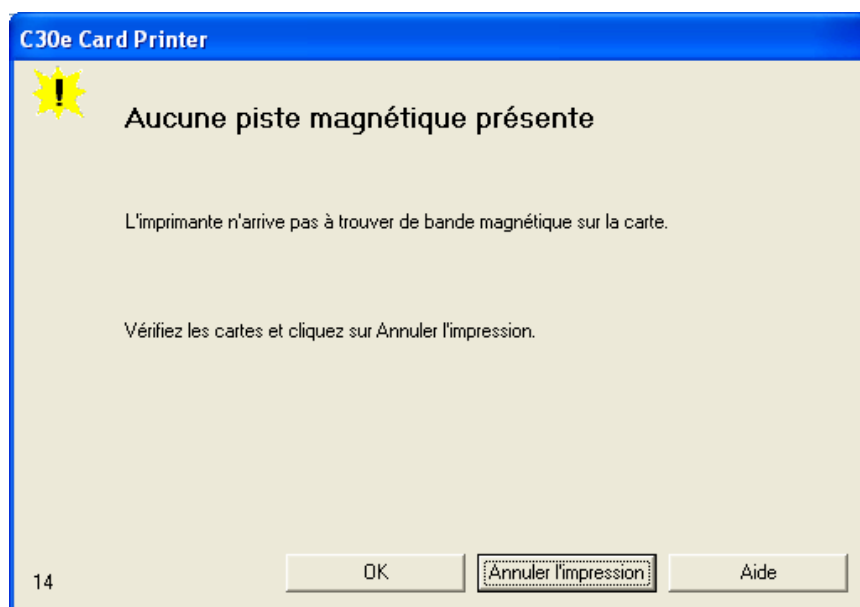 C30e Card Printer
!
Aucune piste magnétique présente
L'imprimante n'arrive pas à trouver de bande magnétique sur la carte.
Vérifiez les cartes et cliquez sur Annuler l'impression.
14
OK
Annuler l'impression
Aide